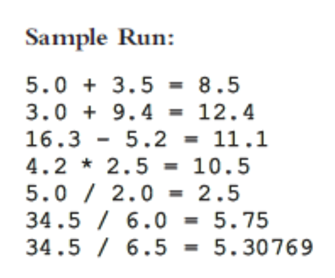 Sample Run:
5.0 + 3.5 = 8.5
3.0 + 9.4 = 12.4
16.3 - 5.2 = 11.1
4.2 * 2.5 = 10.5
5.0 / 2.0 = 2.5
34.5 / 6.0 = 5.75
34.5 / 6.5 = 5.30769